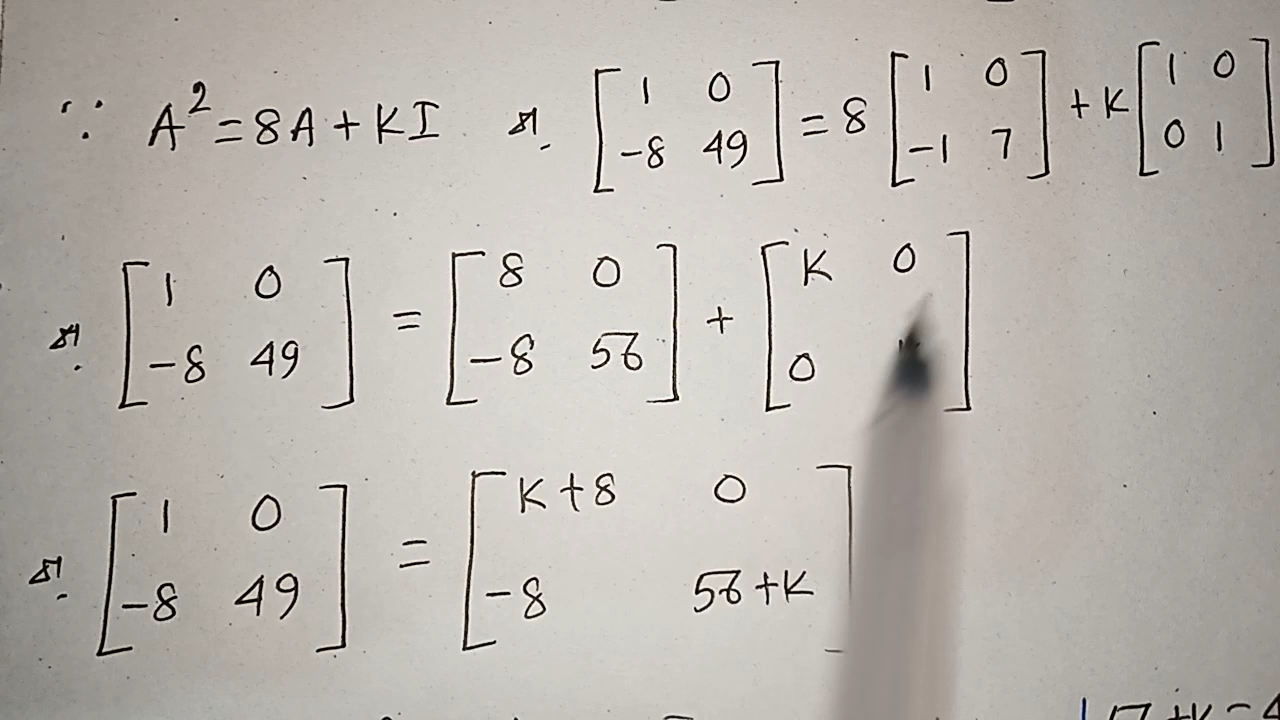 ∵ A² = 8A + KI या. [1 0; -8 49] = 8 [1 0; -1 7] + K [1 0; 0 1]
या. [1 0; -8 49] = [8 0; -8 56] + [K 0; 0
या. [1 0; -8 49] = [K+8 0; -8 56+K]